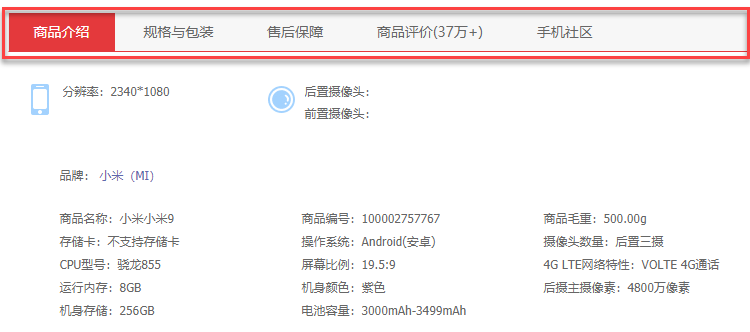 商品介绍 规格与包装 售后保障 商品评价(37万+) 手机社区
分辨率：2340*1080 后置摄像头：
前置摄像头：
品牌： 小米（MI）
商品名称：小米小米9 商品编号：100002757767 商品毛重：500.00g
存储卡：不支持存储卡 操作系统：Android(安卓) 摄像头数量：后置三摄
CPU型号：骁龙855 屏幕比例：19.5:9 4G LTE网络特性：VOLTE 4G通话
运行内存：8GB 机身颜色：紫色 后摄主摄像素：4800万像素
机身存储：256GB 电池容量：3000mAh-3499mAh